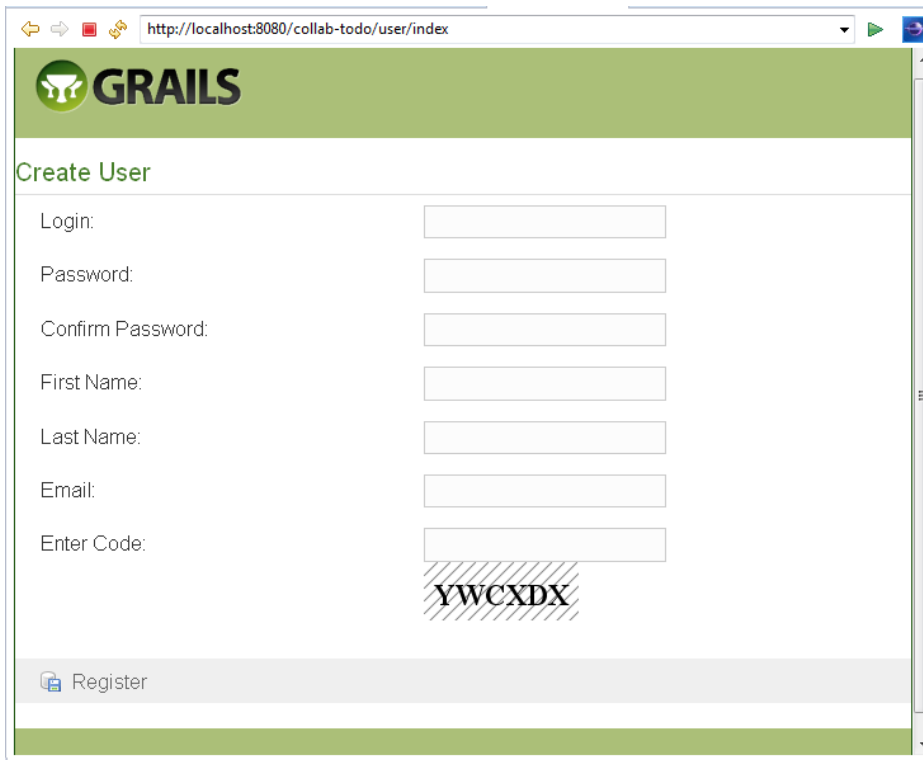 http://localhost:8080/collab-todo/user/index
GRAILS
Create User
Login:
Password:
Confirm Password:
First Name:
Last Name:
Email:
Enter Code:
YWCXDX
Register